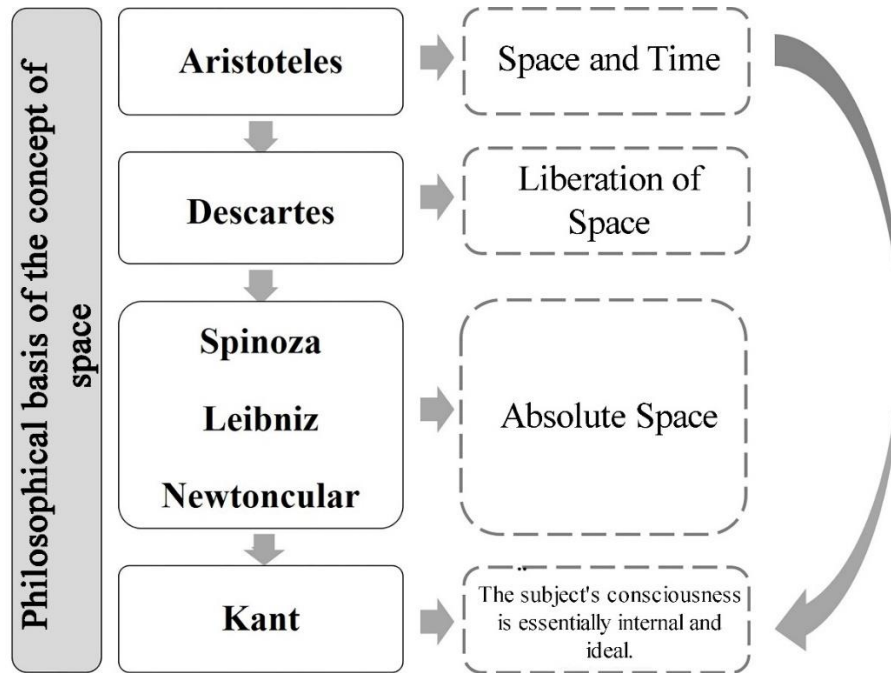 Philosophical basis of the concept of
space
Aristoteles
Space and Time
Descartes
Liberation of
Space
Spinoza
Leibniz
Newtoncular
Absolute Space
Kant
The subject's consciousness
is essentially internal and
ideal.